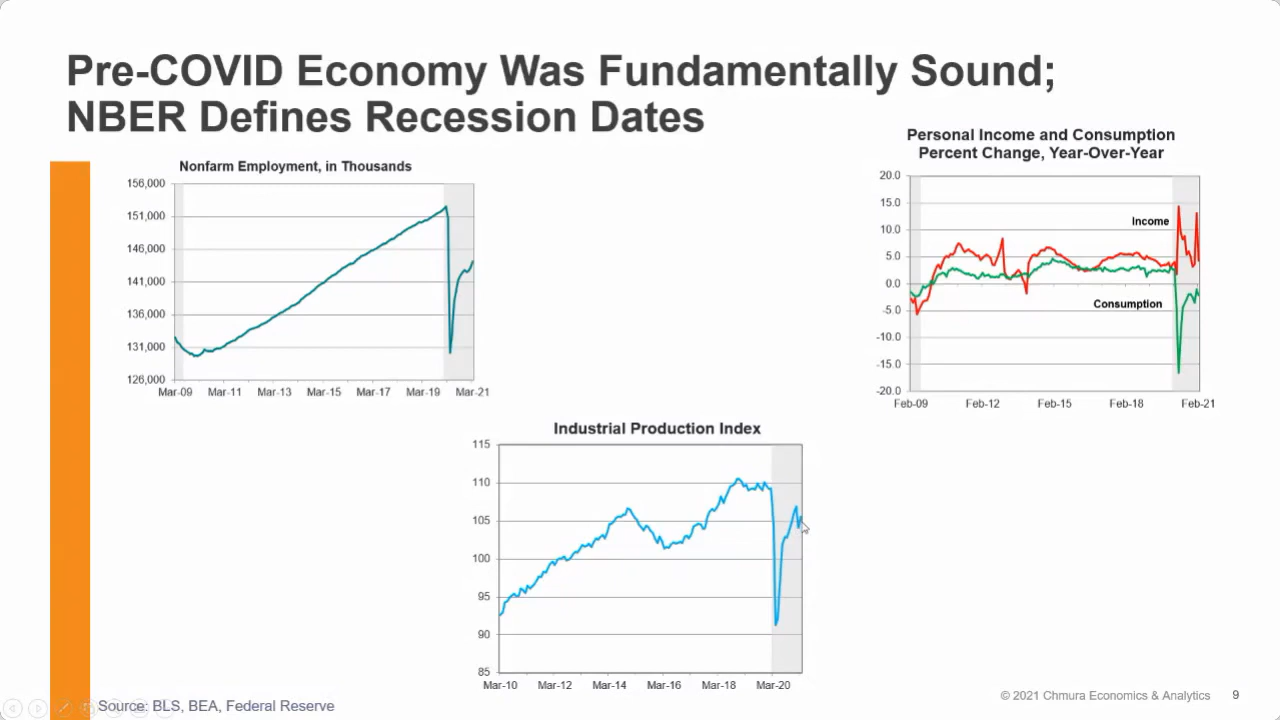 Pre-COVID Economy Was Fundamentally Sound;
NBER Defines Recession Dates
Nonfarm Employment, in Thousands
156,000
151,000
146,000
141,000
136,000
131,000
126,000
Mar-09 Mar-11 Mar-13 Mar-15 Mar-17 Mar-19 Mar-21
Personal Income and Consumption
Percent Change, Year-Over-Year
20.0
15.0
10.0
5.0
0.0
-5.0
-10.0
-15.0
-20.0
Income
Consumption
Feb-09 Feb-12 Feb-15 Feb-18 Feb-21
Industrial Production Index
115
110
105
100
95
90
85
Mar-10 Mar-12 Mar-14 Mar-16 Mar-18 Mar-20
Source: BLS, BEA, Federal Reserve
© 2021 Chmura Economics & Analytics 9